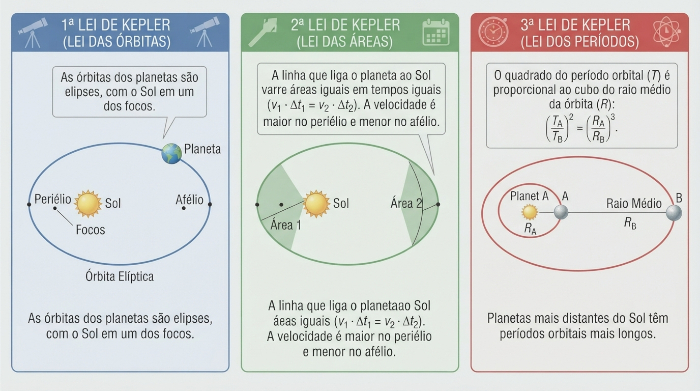 1ª LEI DE KEPLER
(LEI DAS ÓRBITAS)
As órbitas dos planetas são
elipses, com o Sol em um
dos focos.
Planeta
Periélio
Sol
Afélio
Focos
Órbita Elíptica
As órbitas dos planetas são elipses,
com o Sol em um dos focos.
2ª LEI DE KEPLER
(LEI DAS ÁREAS)
A linha que liga o planeta ao Sol
varre áreas iguais em tempos iguais
(v₁ · Δt₁ = v₂ · Δt₂). A velocidade é
maior no periélio e menor no afélio.
Sol
Área 1
Área 2
A linha que liga o planetaao Sol
áeas iguais (v₁ · Δt₁ = v₂ · Δt₂).
A velocidade é maior no periélio
e menor no afélio.
3ª LEI DE KEPLER
(LEI DOS PERÍODOS)
O quadrado do período orbital (T) é
proporcional ao cubo do raio médio
da órbita (R):
(T_A/T_B)² = (R_A/R_B)³.
Planet A
A
Raio Médio
B
R_A
R_B
Planetas mais distantes do Sol têm
períodos orbitais mais longos.